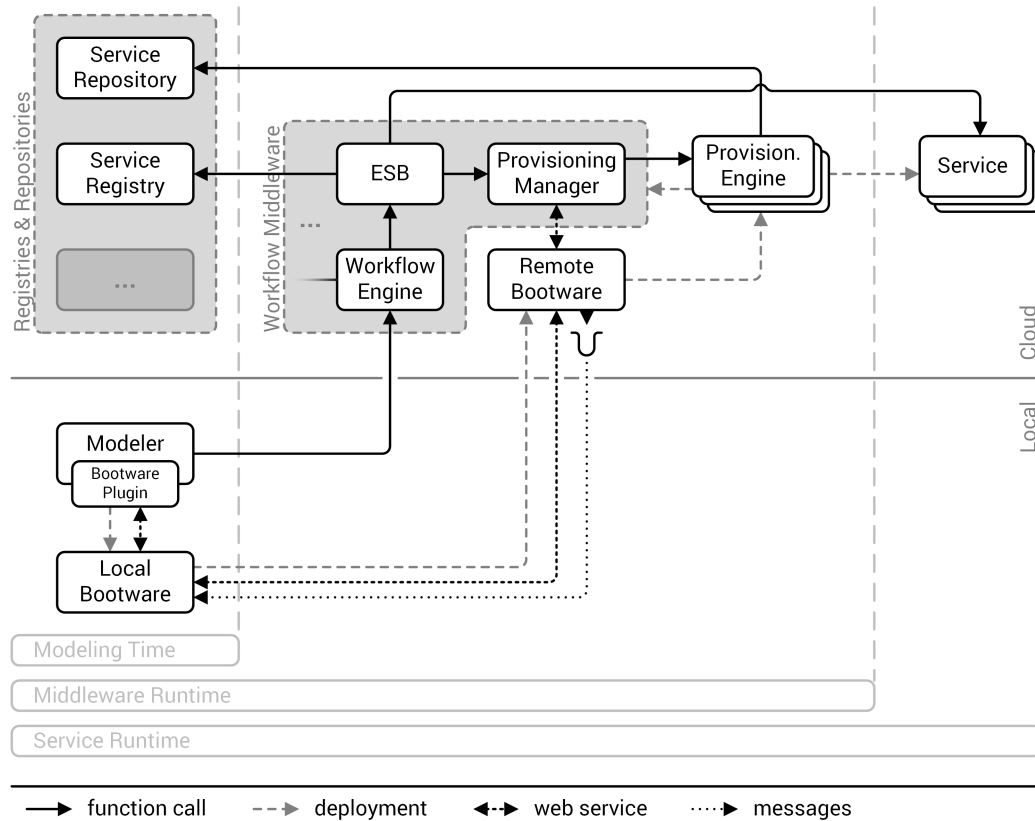 Registries & Repositories
Service
Repository
Service
Registry
...
Workflow Middleware
...
ESB
Workflow
Engine
Provisioning
Manager
Remote
Bootware
Provision.
Engine
Service
Cloud
Local
Modeler
Bootware
Plugin
Local
Bootware
Modeling Time
Middleware Runtime
Service Runtime
function call
deployment
web service
messages